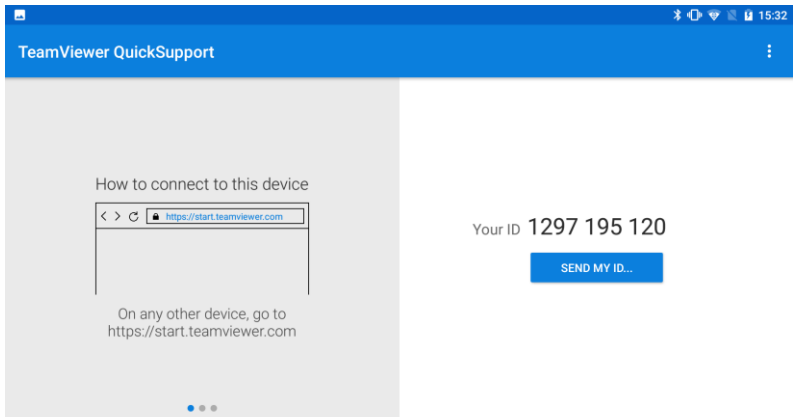 15:32
TeamViewer QuickSupport
How to connect to this device
https://start.teamviewer.com
On any other device, go to
https://start.teamviewer.com
Your ID 1297 195 120
SEND MY ID...